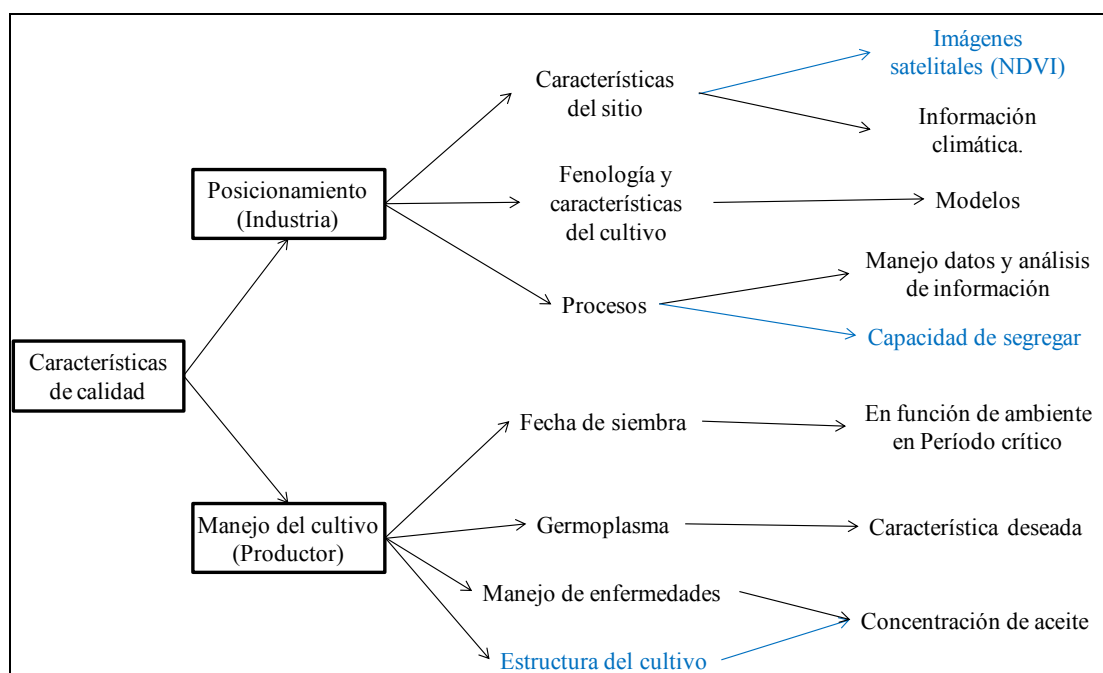 Imágenes
satelitales (NDVI)
Características
del sitio
Información
climática.
Posicionamiento
(Industria)
Fenología y
características
del cultivo
Modelos
Manejo datos y análisis
de información
Procesos
Capacidad de segregar
Características
de calidad
Fecha de siembra
En función de ambiente
en Período crítico
Manejo del cultivo
(Productor)
Germoplasma
Característica deseada
Manejo de enfermedades
Concentración de aceite
Estructura del cultivo